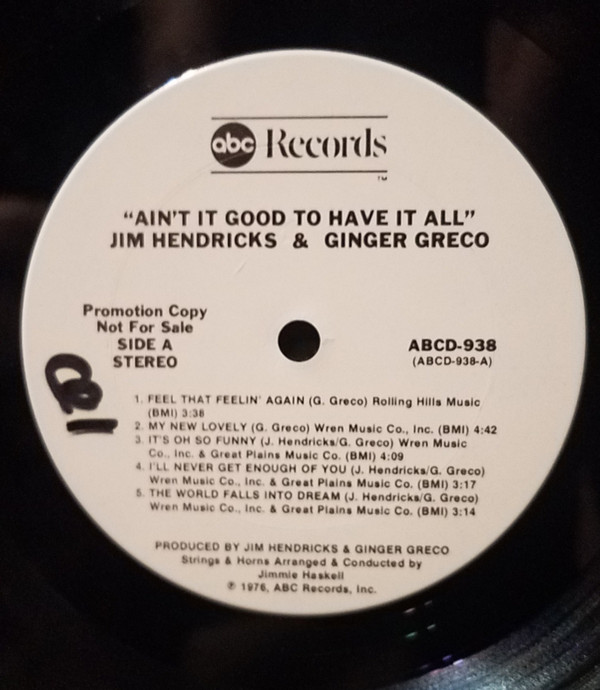 abc Records
TM
"AIN'T IT GOOD TO HAVE IT ALL"
JIM HENDRICKS & GINGER GRECO
Promotion Copy
Not For Sale
SIDE A
STEREO
ABCD-938
(ABCD-938-A)
1. FEEL THAT FEELIN' AGAIN (G. Greco) Rolling Hills Music
(BMI) 3:38
2. MY NEW LOVELY (G. Greco) Wren Music Co., Inc. (BMI) 4:42
3. IT'S OH SO FUNNY (J. Hendricks/G. Greco) Wren Music
Co., Inc. & Great Plains Music Co. (BMI) 4:09
4. I'LL NEVER GET ENOUGH OF YOU (J. Hendricks/G. Greco)
Wren Music Co., Inc. & Great Plains Music Co. (BMI) 3:17
5. THE WORLD FALLS INTO DREAM (J. Hendricks/G. Greco)
Wren Music Co., Inc. & Great Plains Music Co. (BMI) 3:14
PRODUCED BY JIM HENDRICKS & GINGER GRECO
Strings & Horns Arranged & Conducted by
Jimmie Haskell
℗ 1976, ABC Records, Inc.